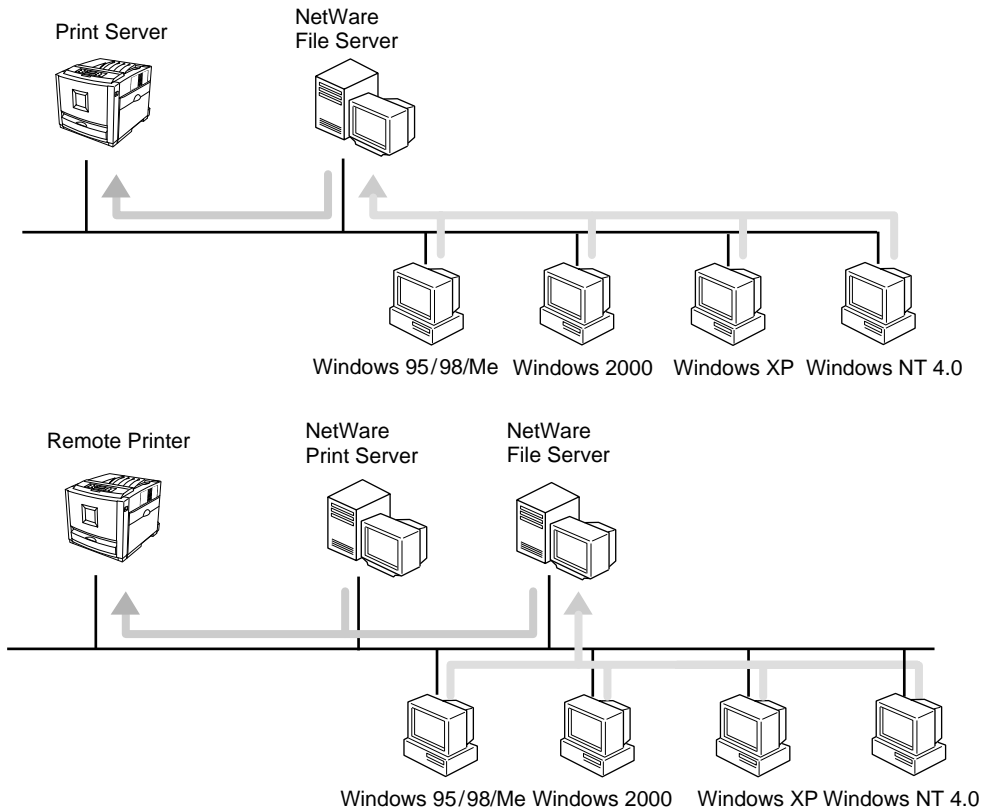 Print Server
NetWare
File Server
Windows 95/98/Me
Windows 2000
Windows XP
Windows NT 4.0
Remote Printer
NetWare
Print Server
NetWare
File Server
Windows 95/98/Me
Windows 2000
Windows XP
Windows NT 4.0